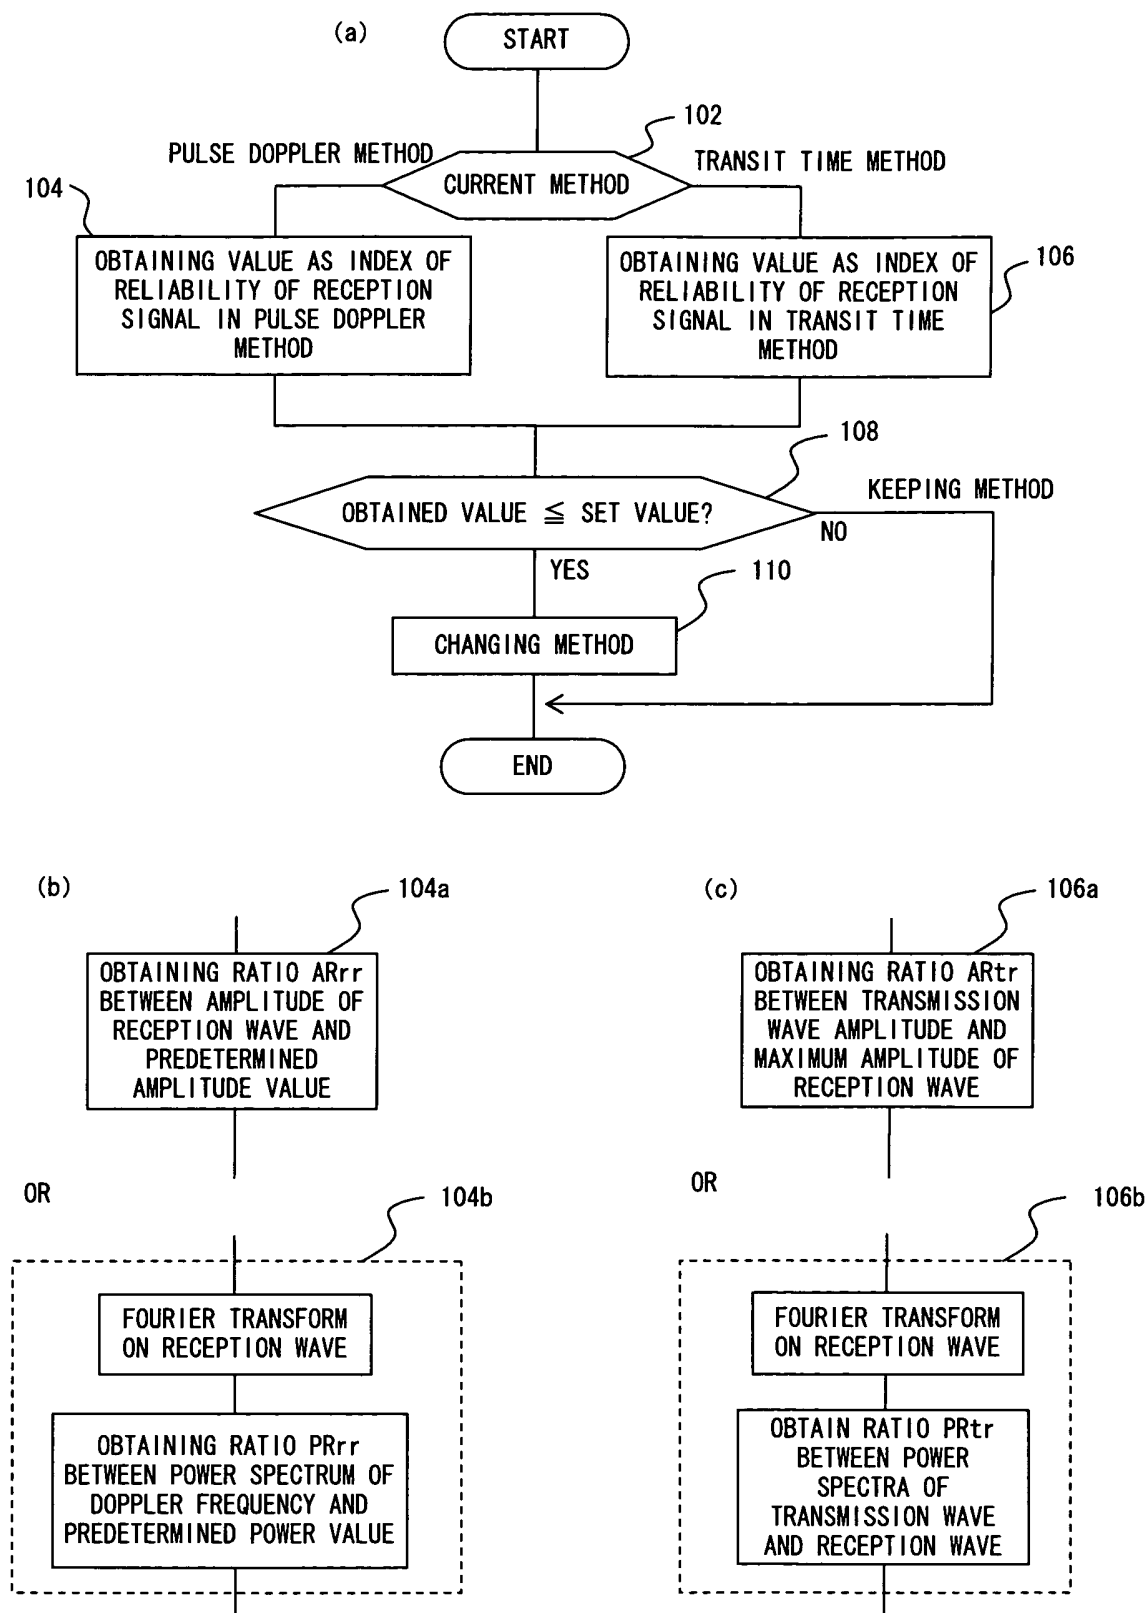 (a)
START
102
PULSE DOPPLER METHOD
TRANSIT TIME METHOD
CURRENT METHOD
104
OBTAINING VALUE AS INDEX OF
RELIABILITY OF RECEPTION
SIGNAL IN PULSE DOPPLER
METHOD
OBTAINING VALUE AS INDEX OF
RELIABILITY OF RECEPTION
SIGNAL IN TRANSIT TIME
METHOD
106
108
KEEPING METHOD
OBTAINED VALUE ≦ SET VALUE?
NO
YES
110
CHANGING METHOD
END
(b)
104a
OBTAINING RATIO ARrr
BETWEEN AMPLITUDE OF
RECEPTION WAVE AND
PREDETERMINED
AMPLITUDE VALUE
OR
104b
FOURIER TRANSFORM
ON RECEPTION WAVE
OBTAINING RATIO PRrr
BETWEEN POWER SPECTRUM OF
DOPPLER FREQUENCY AND
PREDETERMINED POWER VALUE
(c)
106a
OBTAINING RATIO ARtr
BETWEEN TRANSMISSION
WAVE AMPLITUDE AND
MAXIMUM AMPLITUDE OF
RECEPTION WAVE
OR
106b
FOURIER TRANSFORM
ON RECEPTION WAVE
OBTAIN RATIO PRtr
BETWEEN POWER
SPECTRA OF
TRANSMISSION WAVE
AND RECEPTION WAVE